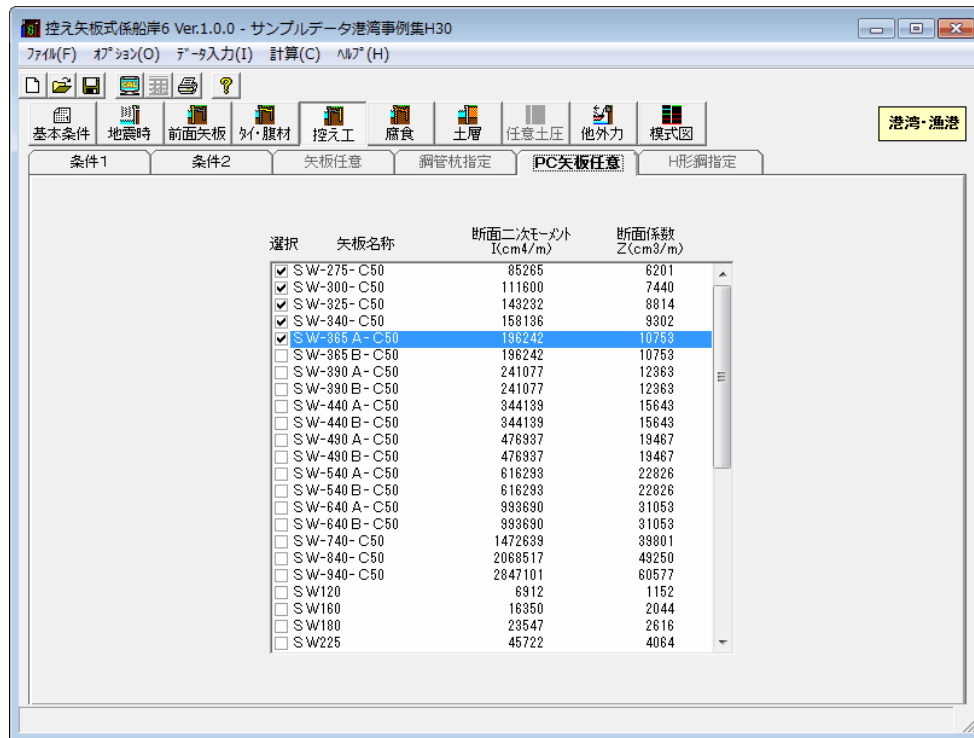 控え矢板式係船岸6 Ver.1.0.0 - サンプルデータ港湾事例集H30
ﾌｧｲﾙ(F) ｵﾌﾟｼｮﾝ(O) ﾃﾞｰﾀ入力(I) 計算(C) ﾍﾙﾌﾟ(H)
基本条件 地震時 前面矢板 ﾀｲ・腹材 控え工 腐食 土層 任意土圧 他外力 模式図 港湾・漁港
条件1 条件2 矢板任意 鋼管杭指定 PC矢板任意 H形鋼指定
選択 矢板名称 断面二次ﾓｰﾒﾝﾄ I(cm4/m) 断面係数 Z(cm3/m)
SW-275-C50 85265 6201
SW-300-C50 111600 7440
SW-325-C50 143232 8814
SW-340-C50 158136 9302
SW-365A-C50 196242 10753
SW-365B-C50 196242 10753
SW-390A-C50 241077 12363
SW-390B-C50 241077 12363
SW-440A-C50 344139 15643
SW-440B-C50 344139 15643
SW-490A-C50 476937 19467
SW-490B-C50 476937 19467
SW-540A-C50 616293 22826
SW-540B-C50 616293 22826
SW-640A-C50 993690 31053
SW-640B-C50 993690 31053
SW-740-C50 1472639 39801
SW-840-C50 2068517 49250
SW-940-C50 2847101 60577
SW120 6912 1152
SW160 16350 2044
SW180 23547 2616
SW225 45722 4064